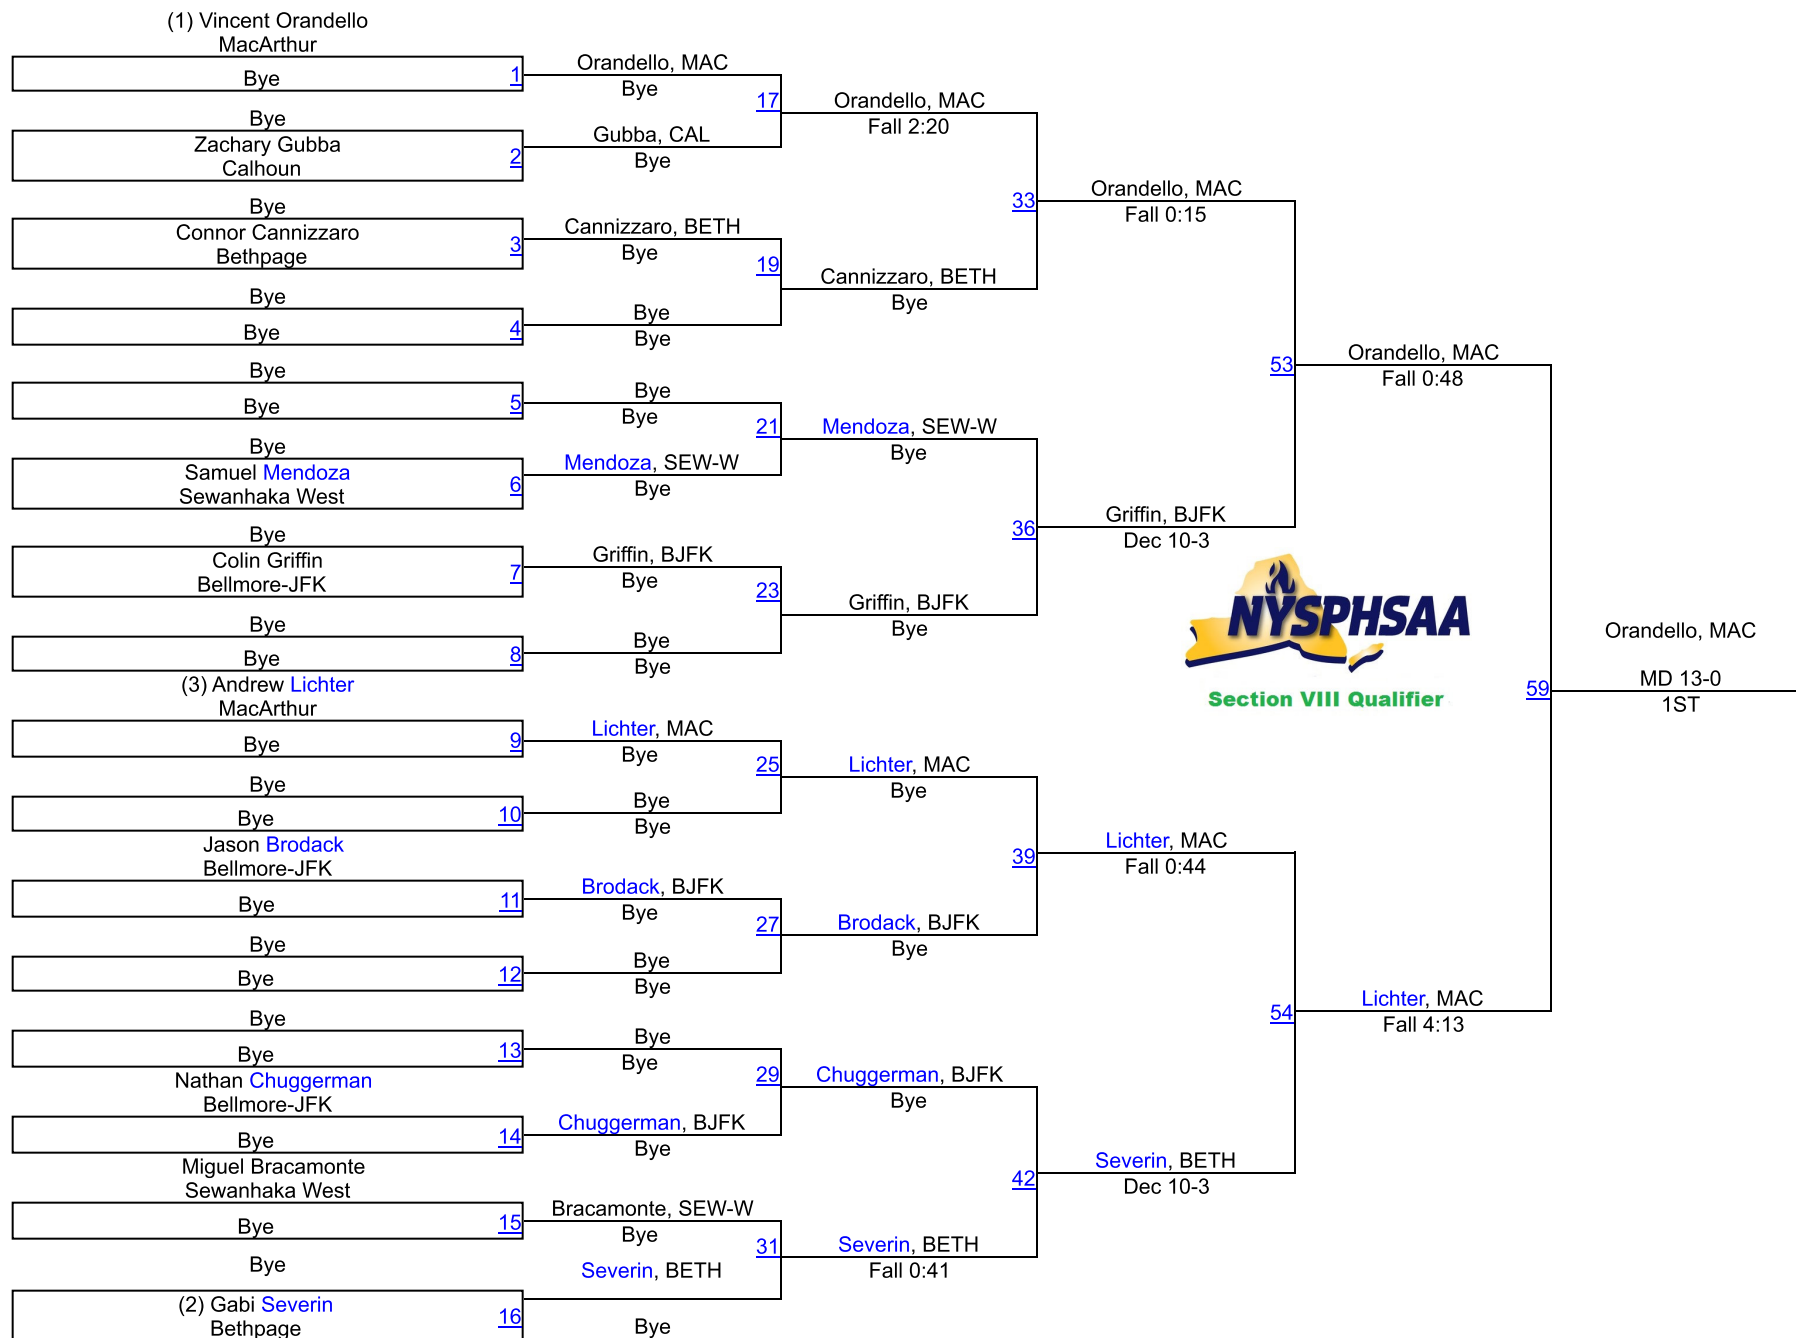 (1) Vincent Orandello
MacArthur
Bye
1
Bye
Zachary Gubba
Calhoun
2
Bye
Connor Cannizzaro
Bethpage
3
Bye
Bye
4
Bye
Bye
5
Bye
Samuel Mendoza
Sewanhaka West
6
Bye
Colin Griffin
Bellmore-JFK
7
Bye
Bye
8
(3) Andrew Lichter
MacArthur
Bye
9
Bye
Bye
10
Jason Brodack
Bellmore-JFK
Bye
11
Bye
Bye
12
Bye
Bye
13
Nathan Chuggerman
Bellmore-JFK
Bye
14
Miguel Bracamonte
Sewanhaka West
Bye
15
Bye
(2) Gabi Severin
Bethpage
16
Orandello, MAC
Bye
17
Gubba, CAL
Bye
Cannizzaro, BETH
Bye
19
Bye
Bye
Bye
Bye
21
Mendoza, SEW-W
Bye
Griffin, BJFK
Bye
23
Bye
Bye
Lichter, MAC
Bye
25
Bye
Bye
Brodack, BJFK
Bye
27
Bye
Bye
Bye
Bye
29
Chuggerman, BJFK
Bye
Bracamonte, SEW-W
Bye
31
Severin, BETH
Bye
Orandello, MAC
Fall 2:20
33
Cannizzaro, BETH
Bye
Mendoza, SEW-W
Bye
36
Griffin, BJFK
Bye
Lichter, MAC
Bye
39
Brodack, BJFK
Bye
Chuggerman, BJFK
Bye
42
Severin, BETH
Fall 0:41
Orandello, MAC
Fall 0:15
53
Griffin, BJFK
Dec 10-3
NYSPHSAA
Section VIII Qualifier
Lichter, MAC
Fall 0:44
54
Severin, BETH
Dec 10-3
Orandello, MAC
Fall 0:48
59
Lichter, MAC
Fall 4:13
Orandello, MAC
MD 13-0
1ST